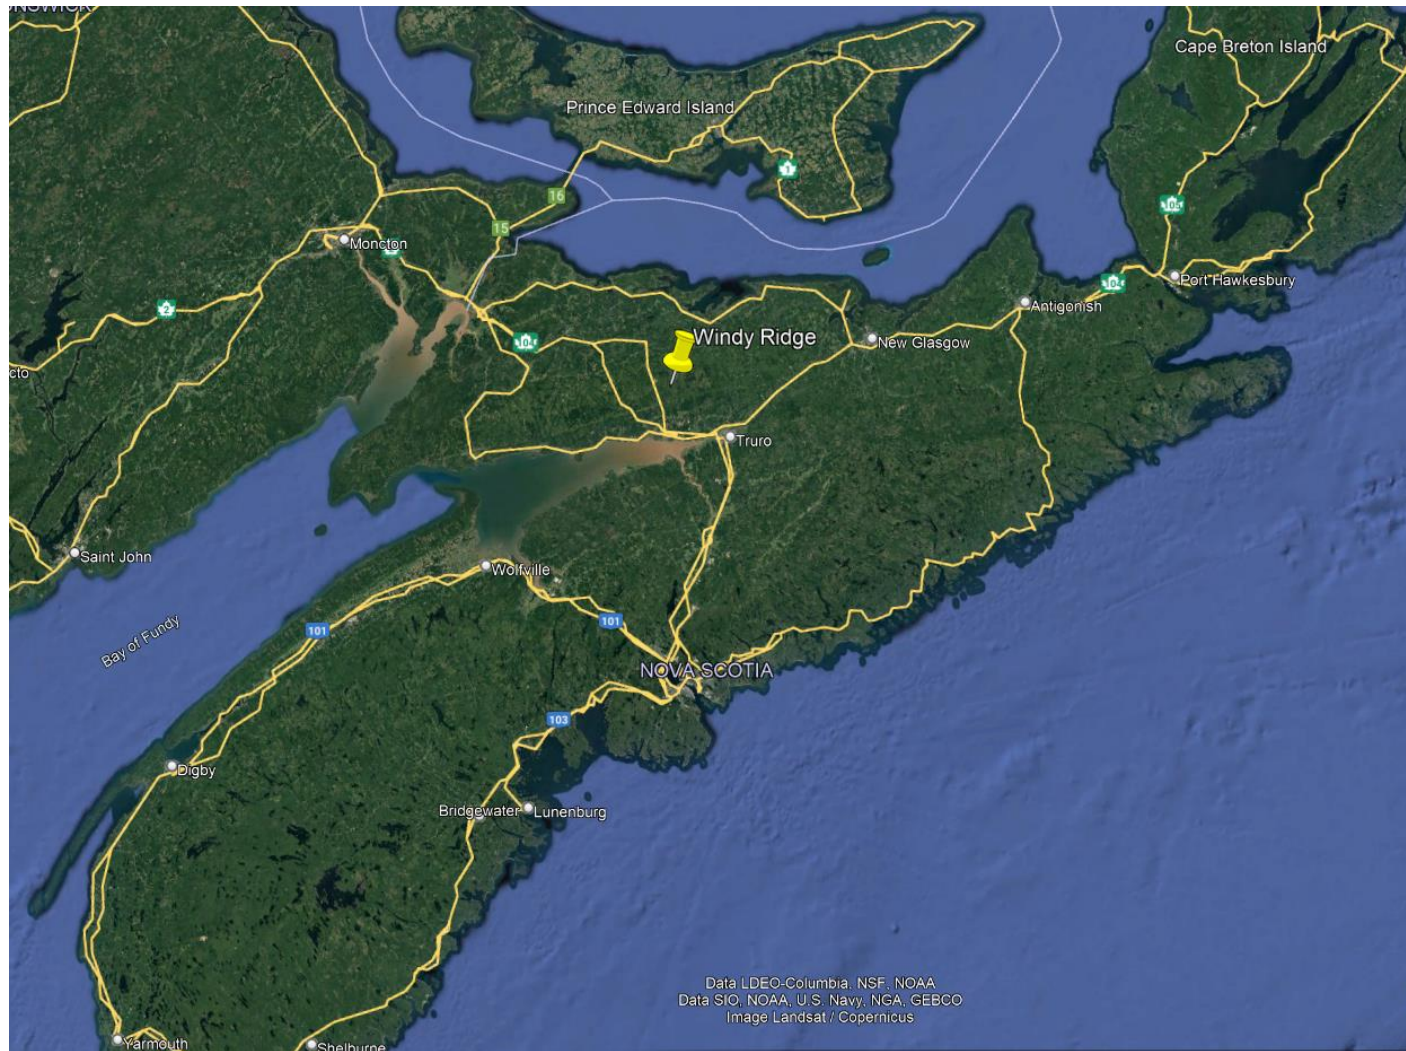 Cape Breton Island
Prince Edward Island
1
16
105
15
Moncton
104
Port Hawkesbury
2
Antigonish
104
Windy Ridge
New Glasgow
cto
Truro
Saint John
Wolfville
101
101
Bay of Fundy
NOVA SCOTIA
103
Digby
Bridgewater
Lunenburg
Data LDEO-Columbia, NSF, NOAA
Data SIO, NOAA, U.S. Navy, NGA, GEBCO
Image Landsat / Copernicus
Yarmouth
Shelburne